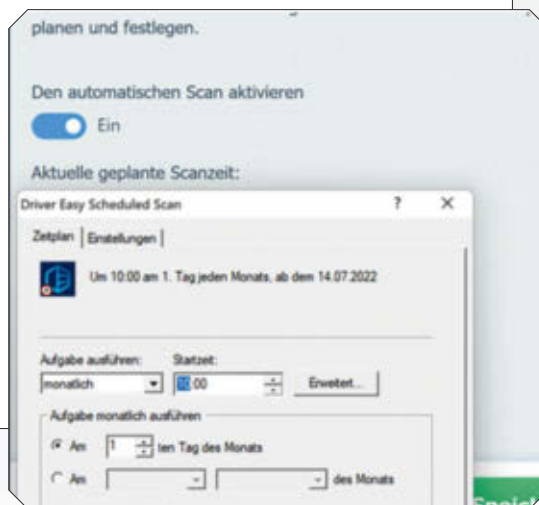 planen und festlegen.
Den automatischen Scan aktivieren
Ein
Aktuelle geplante Scanzeit:
Driver Easy Scheduled Scan ? ×
Zeitplan Einstellungen
Um 10:00 am 1. Tag jeden Monats, ab dem 14.07.2022
Aufgabe ausführen: Startzeit:
monatlich 10:00 Erweitert...
Aufgabe monatlich ausführen
Am 1 ten Tag des Monats
Am des Monats